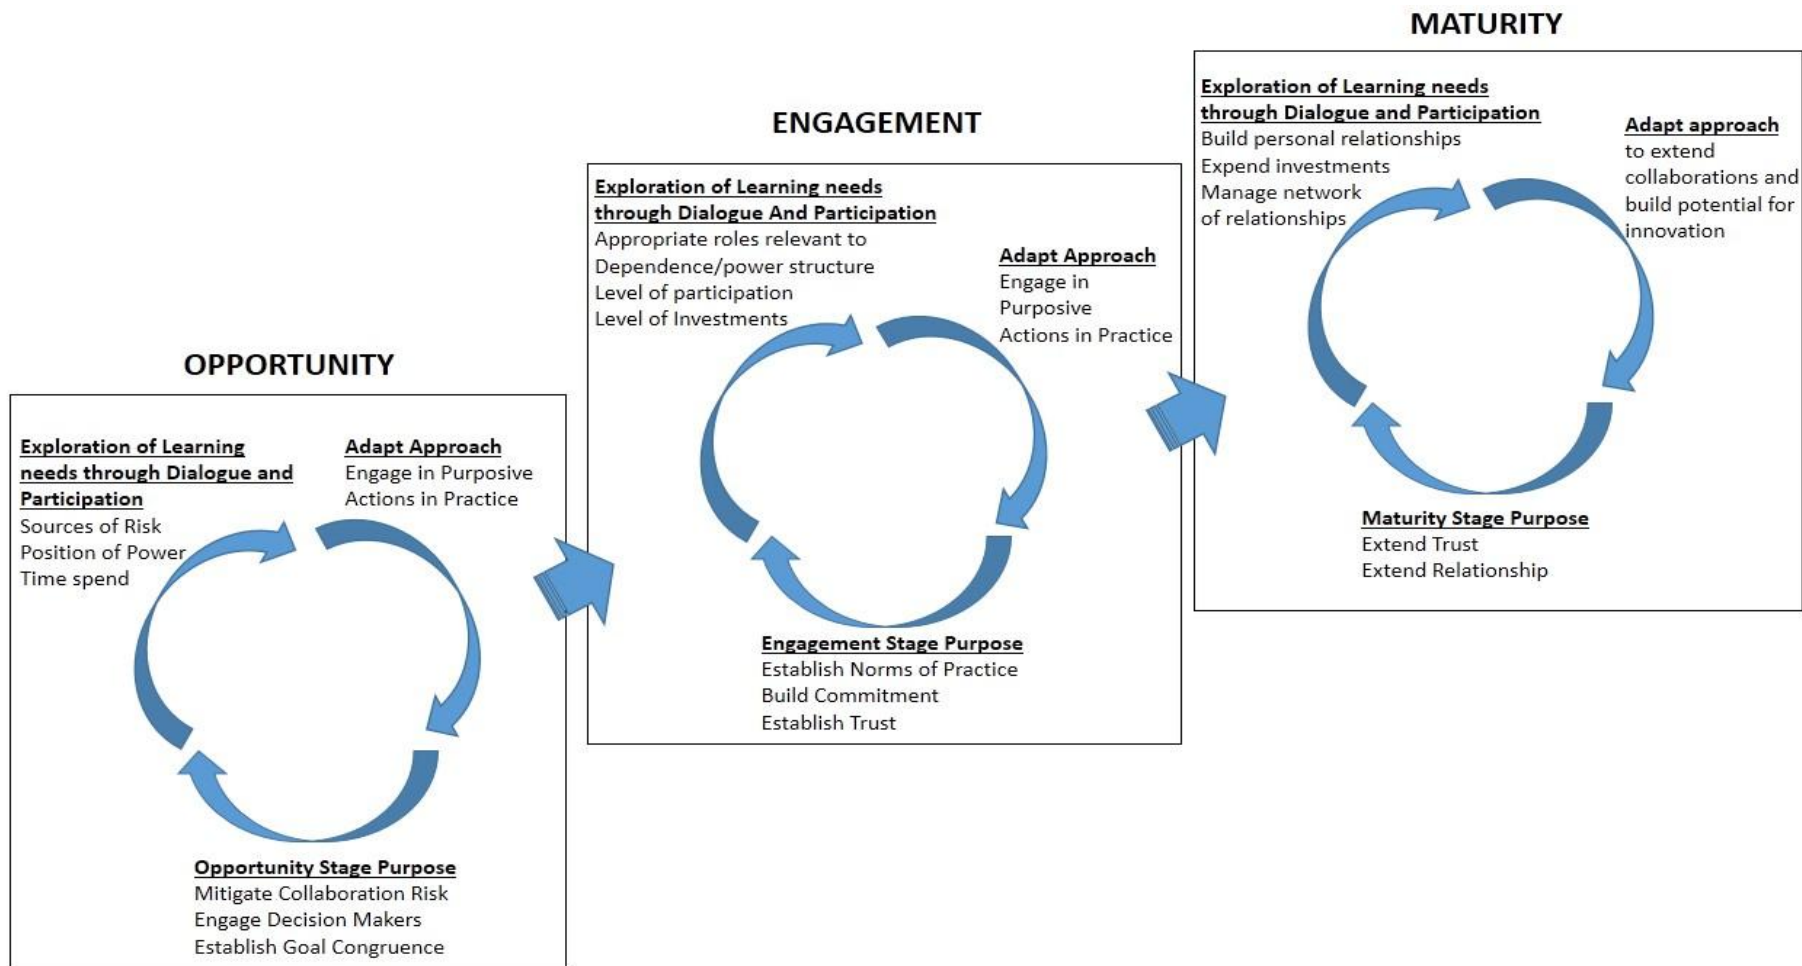 OPPORTUNITY
Exploration of Learning
needs through Dialogue and
Participation
Sources of Risk
Position of Power
Time spend
Adapt Approach
Engage in Purposive
Actions in Practice
Opportunity Stage Purpose
Mitigate Collaboration Risk
Engage Decision Makers
Establish Goal Congruence
ENGAGEMENT
Exploration of Learning needs
through Dialogue And Participation
Appropriate roles relevant to
Dependence/power structure
Level of participation
Level of Investments
Adapt Approach
Engage in
Purposive
Actions in Practice
Engagement Stage Purpose
Establish Norms of Practice
Build Commitment
Establish Trust
MATURITY
Exploration of Learning needs
through Dialogue and Participation
Build personal relationships
Expend investments
Manage network
of relationships
Adapt approach
to extend
collaborations and
build potential for
innovation
Maturity Stage Purpose
Extend Trust
Extend Relationship